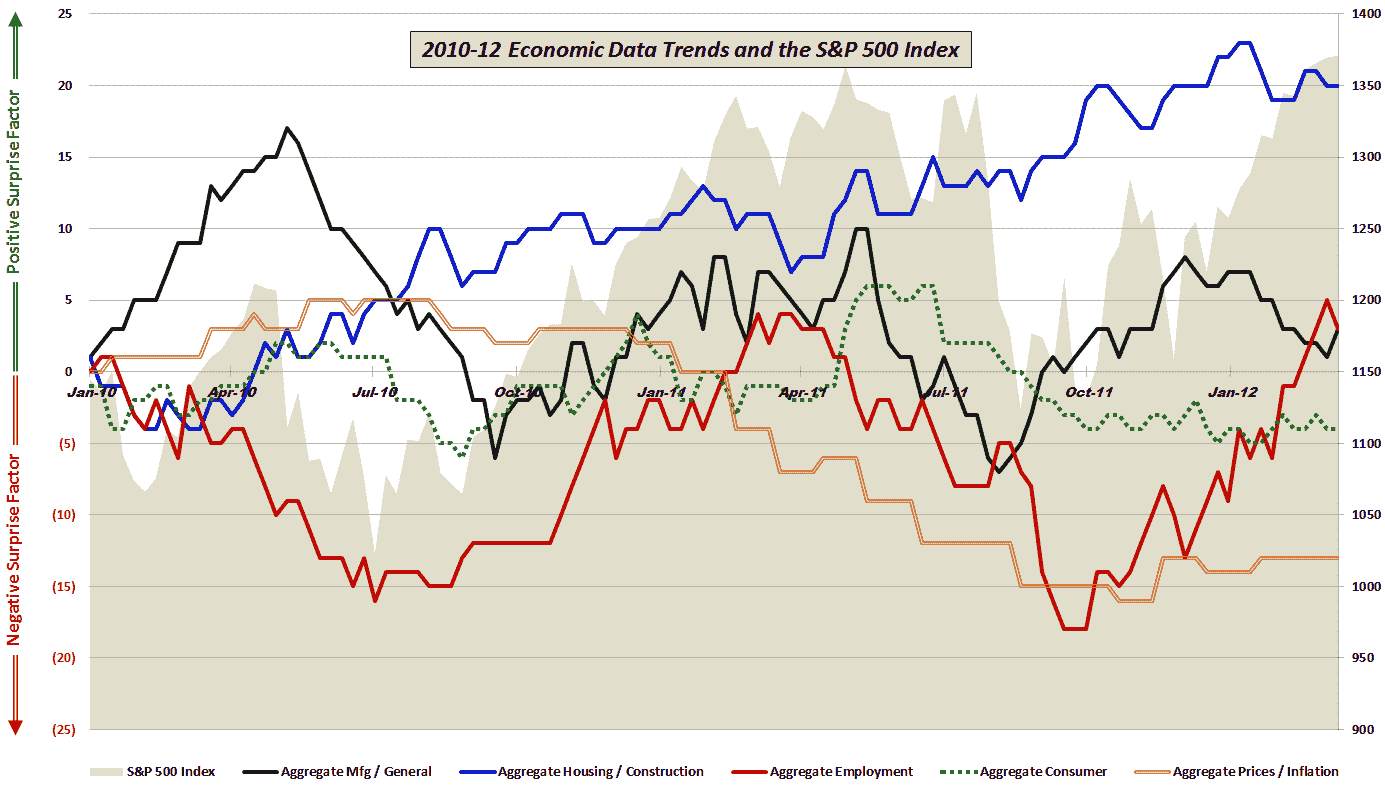 2010-12 Economic Data Trends and the S&P 500 Index
Positive Surprise Factor
Negative Surprise Factor
25
20
15
10
5
0
(5)
(10)
(15)
(20)
(25)
1400
1350
1300
1250
1200
1150
1100
1050
1000
950
900
Jan-10
Apr-10
Jul-10
Oct-10
Jan-11
Apr-11
Jul-11
Oct-11
Jan-12
S&P 500 Index
Aggregate Mfg / General
Aggregate Housing / Construction
Aggregate Employment
Aggregate Consumer
Aggregate Prices / Inflation